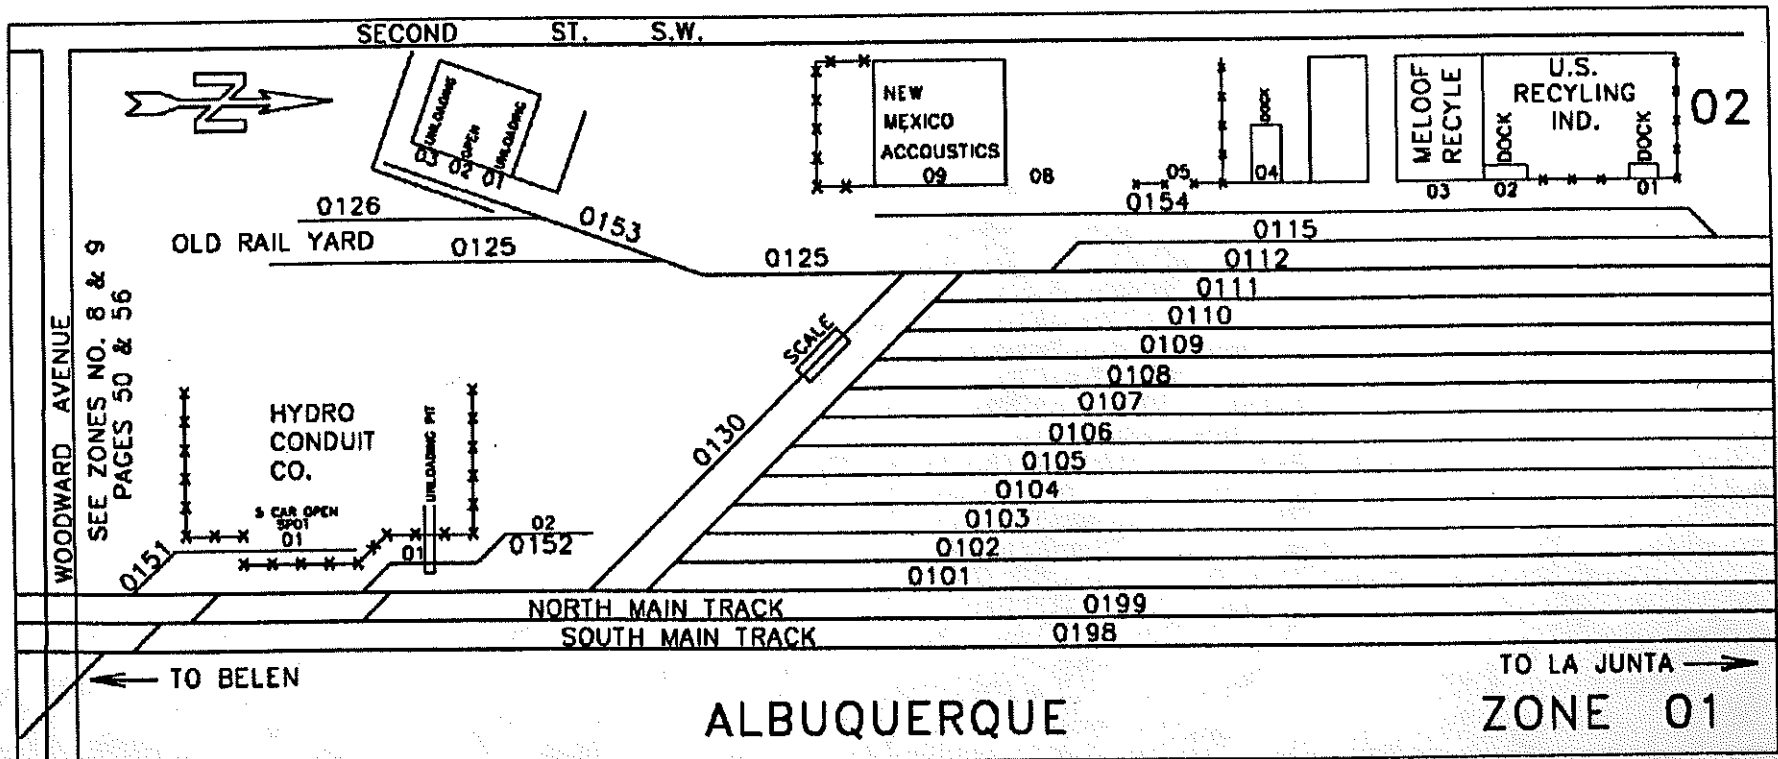 SECOND ST. S.W.
N
UNLOADING
OPEN
UNLOADING
03
02
01
NEW
MEXICO
ACCOUSTICS
09
08
05
DOCK
04
MELOOF
RECYLE
03
U.S.
RECYLING
IND.
DOCK
02
DOCK
01
02
0126
0153
0154
OLD RAIL YARD
0125
0125
0115
0112
0111
0110
0109
0108
0107
0106
0105
0104
0103
0102
0101
SCALE
0130
WOODWARD AVENUE
SEE ZONES NO. 8 & 9
PAGES 50 & 56
HYDRO
CONDUIT
CO.
UNLOADING PIT
5 CAR OPEN
SPOT
01
01
02
0152
0151
NORTH MAIN TRACK 0199
SOUTH MAIN TRACK 0198
TO BELEN
TO LA JUNTA
ALBUQUERQUE
ZONE 01